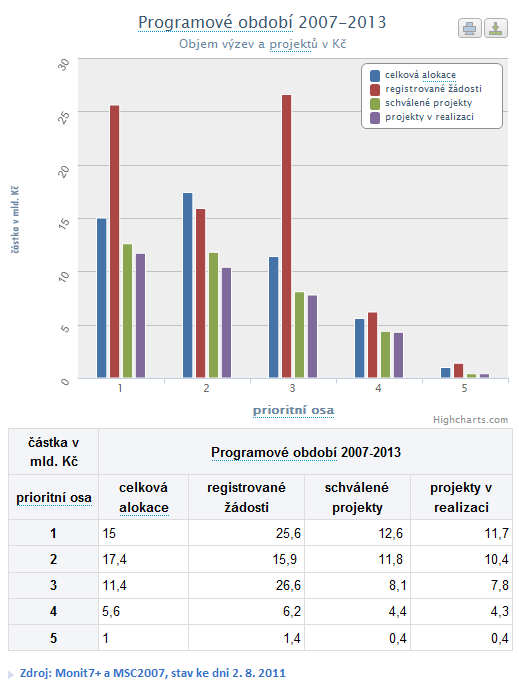 Programové období 2007-2013
Objem výzev a projektů v Kč
30
25
20
15
10
5
0
částka v mld. Kč
celková alokace
registrované žádosti
schválené projekty
projekty v realizaci
1 2 3 4 5
prioritní osa
Highcharts.com
částka v
mld. Kč
Programové období 2007-2013
prioritní osa
celková
alokace
registrované
žádosti
schválené
projekty
projekty v
realizaci
1 15 25,6 12,6 11,7
2 17,4 15,9 11,8 10,4
3 11,4 26,6 8,1 7,8
4 5,6 6,2 4,4 4,3
5 1 1,4 0,4 0,4
Zdroj: Monit7+ a MSC2007, stav ke dni 2. 8. 2011